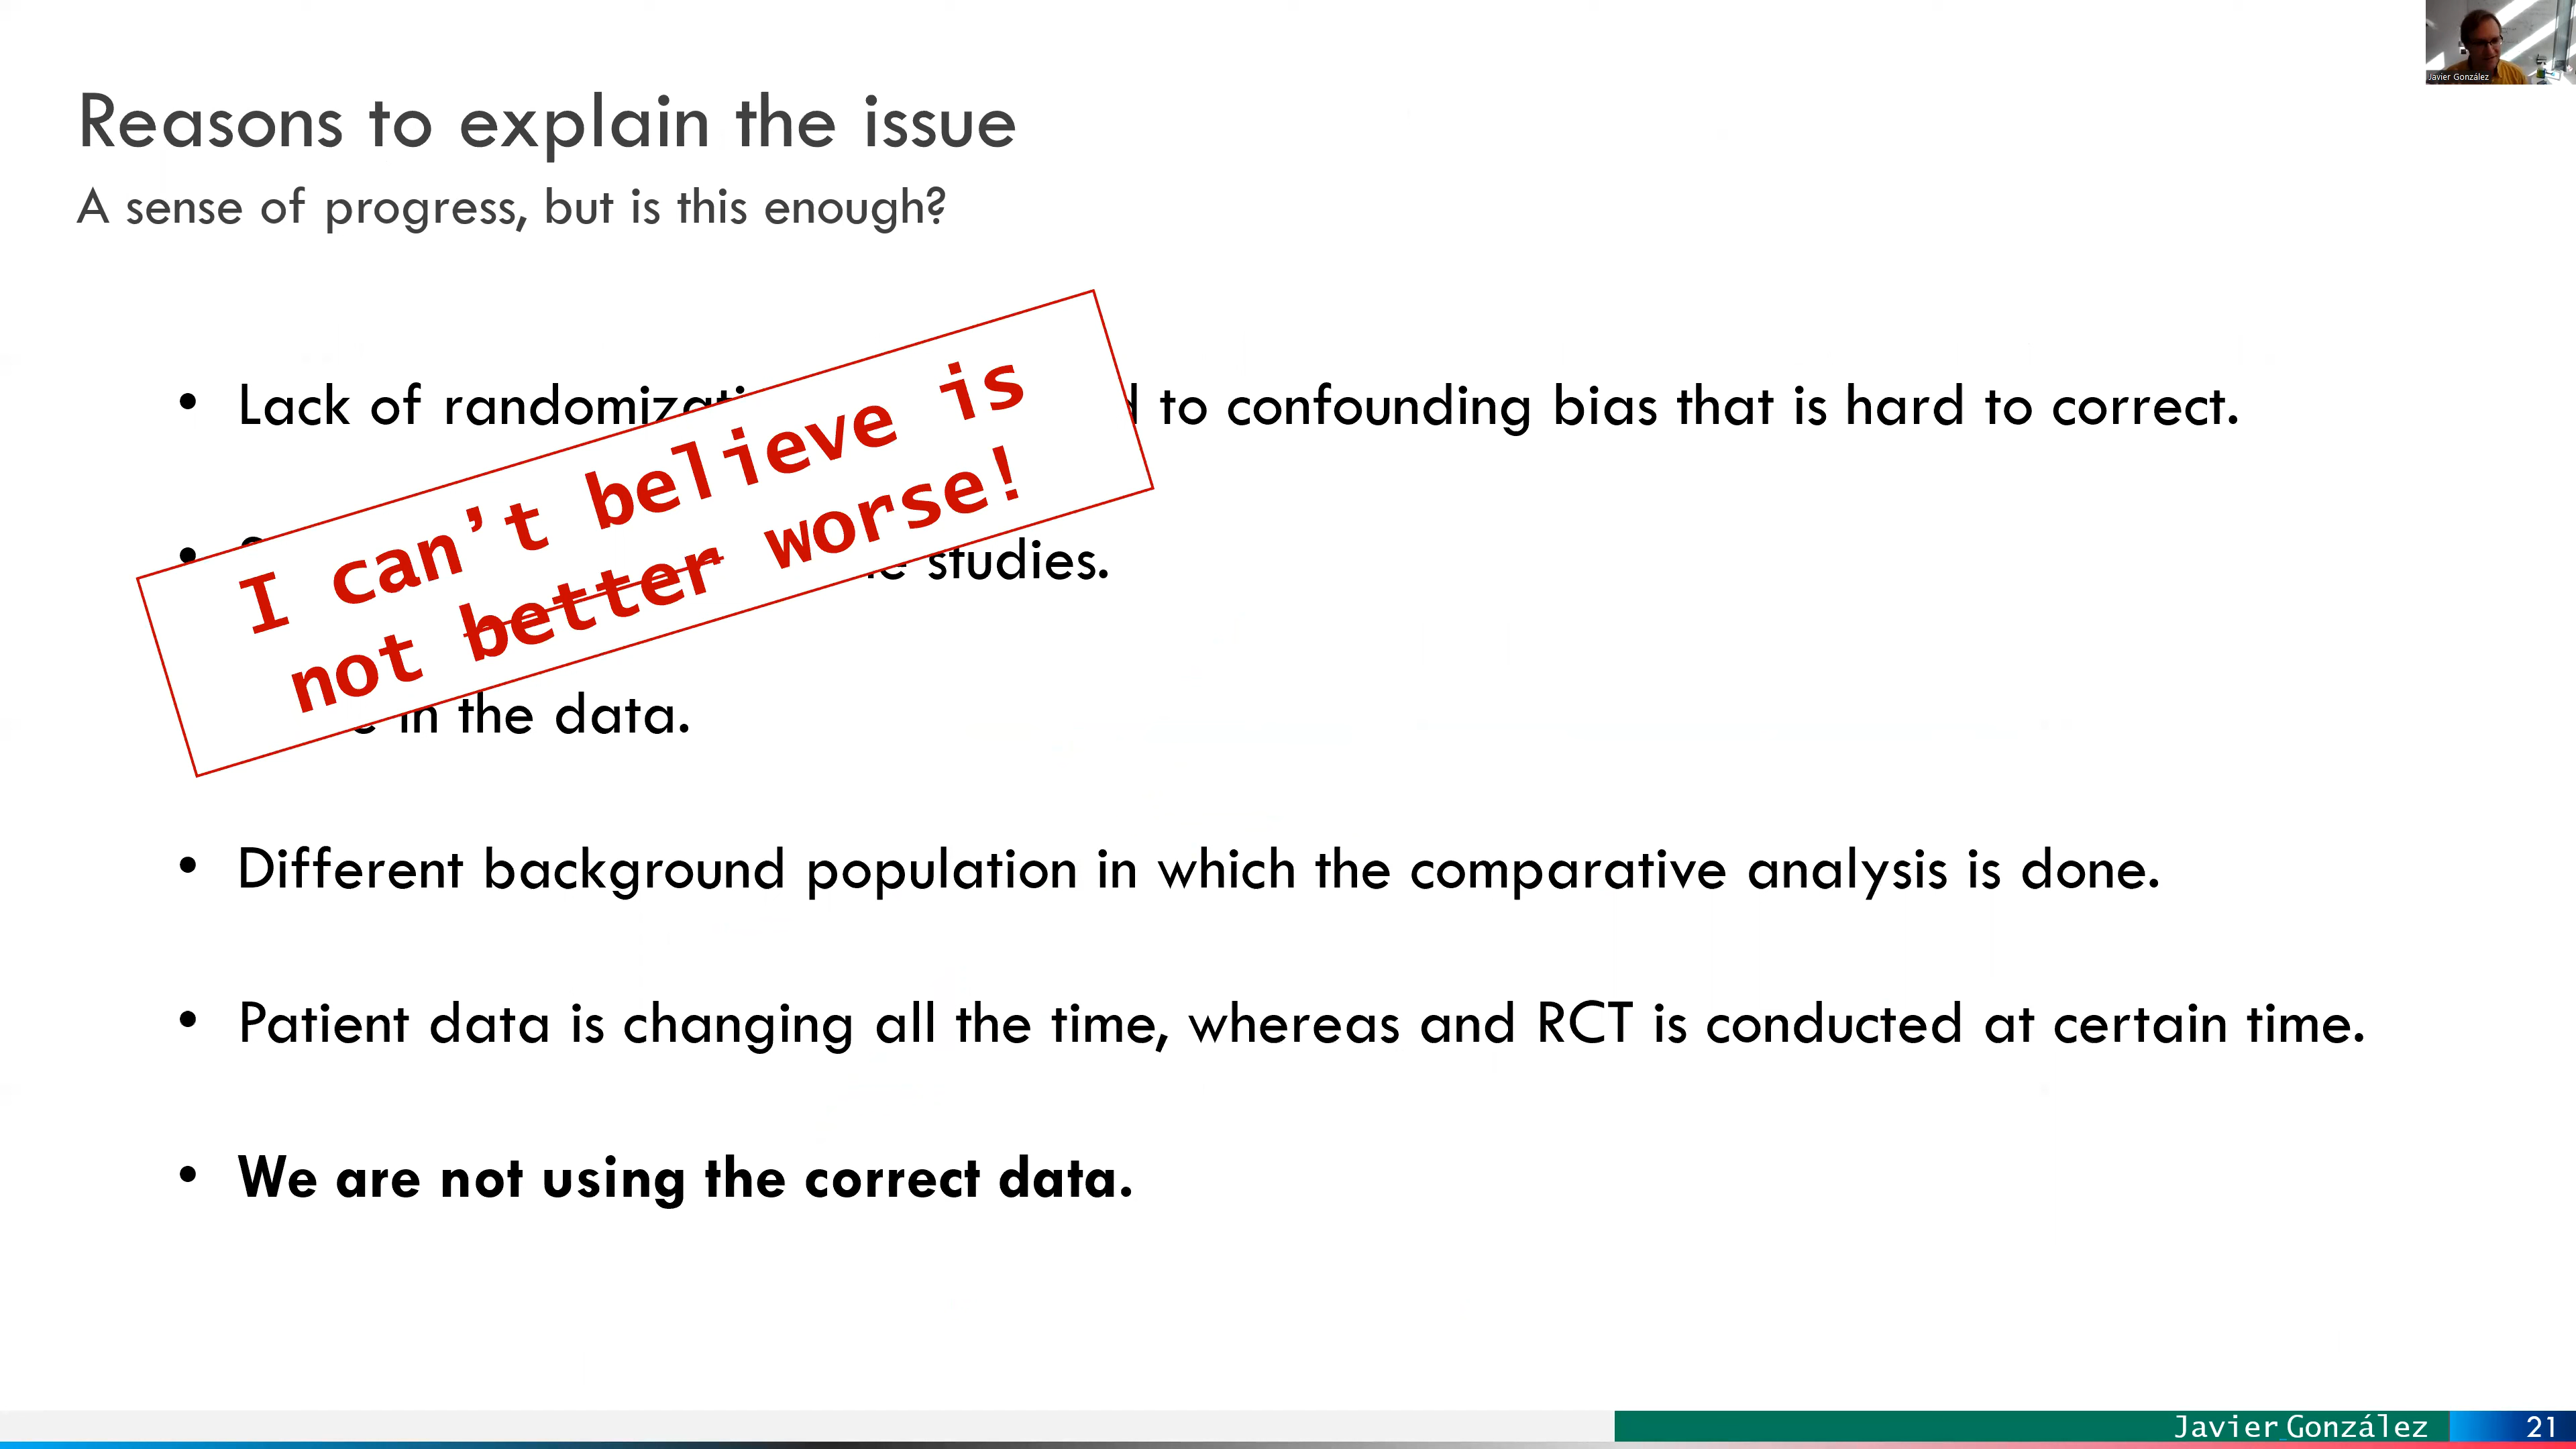 Javier González
Reasons to explain the issue
A sense of progress, but is this enough?
• Lack of to confounding bias that is hard to correct.
I can’t believe is
not better worse!
• studies.
in the data.
• Different background population in which the comparative analysis is done.
• Patient data is changing all the time, whereas and RCT is conducted at certain time.
• We are not using the correct data.
Javier González 21